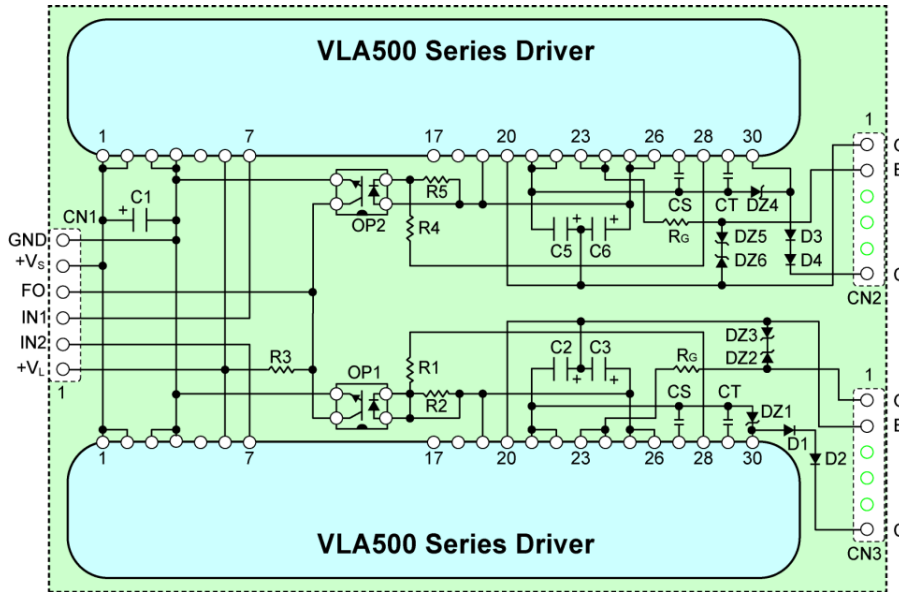 VLA500 Series Driver
1 7 17 20 23 26 28 30 1
C
E
C1 + R5 CS CT DZ4
CN1 OP2
GND R4 + + RG DZ5 D3
+VS C5 C6 DZ6 D4
FO C
CN2
IN1
IN2 DZ3
+VL R3 OP1 R1 C2 C3 RG DZ2 1
1 R2 + + CS CT C
DZ1 E
D1
1 7 17 20 23 26 28 30 D2
C
VLA500 Series Driver
CN3